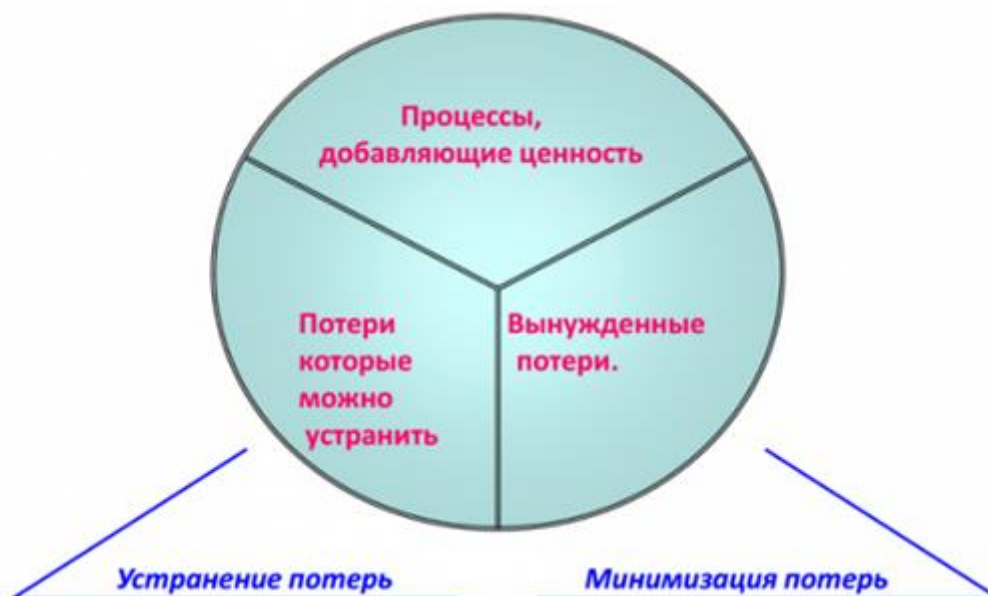 Процессы,
добавляющие ценность
Потери
которые
можно
устранить
Вынужденные
потери.
Устранение потерь
Минимизация потерь